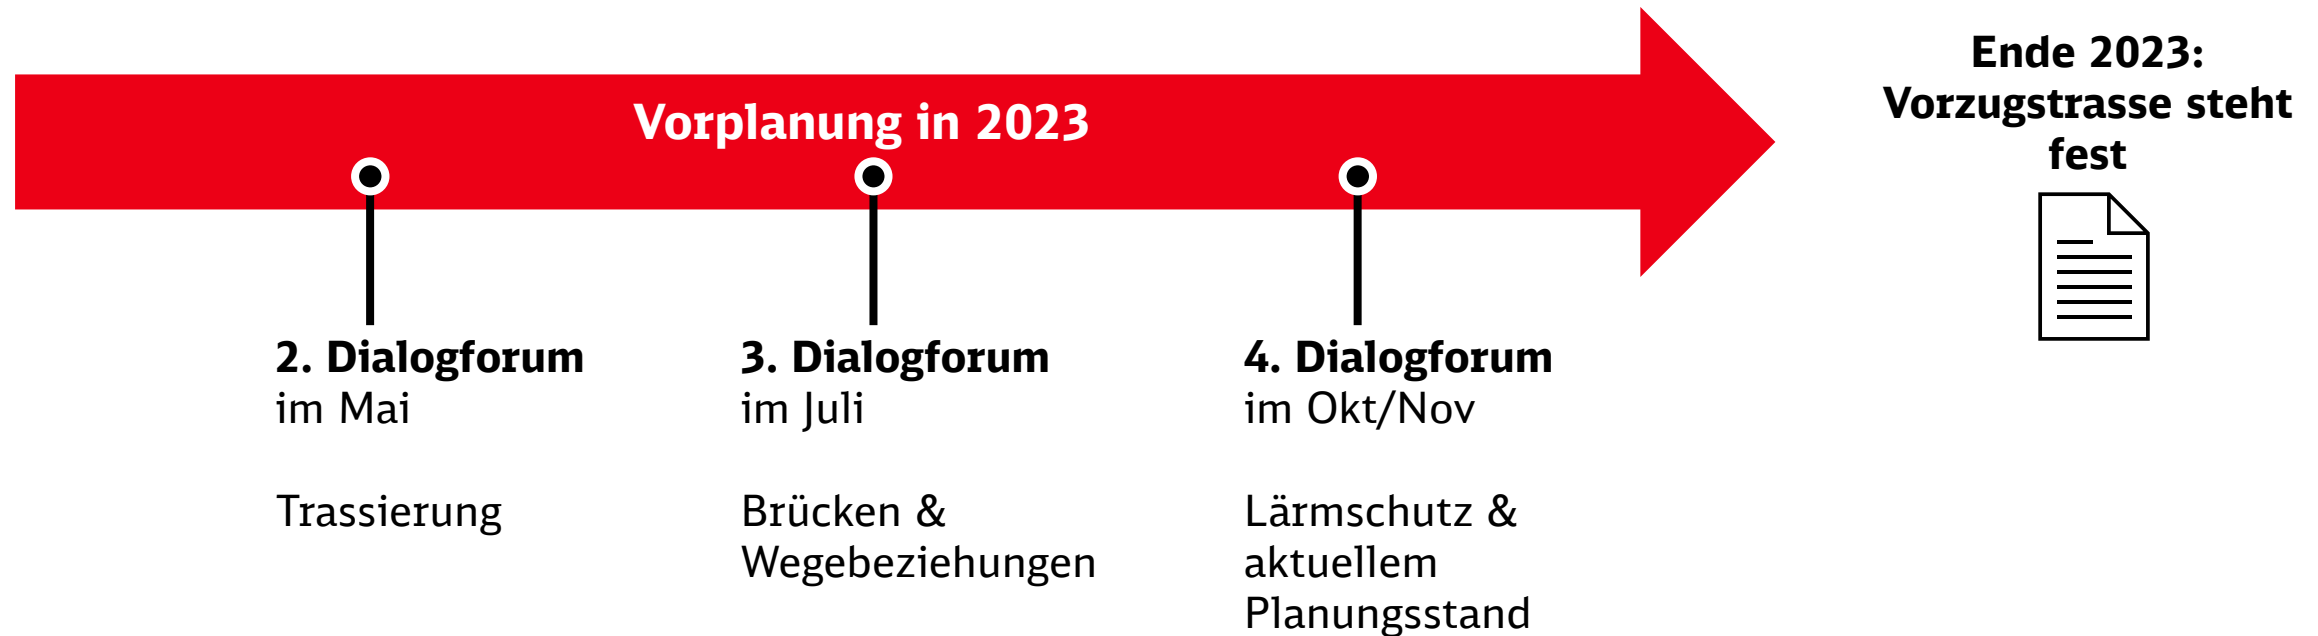 Vorplanung in 2023
Ende 2023:
Vorzugstrasse steht
fest
2. Dialogforum
im Mai
Trassierung
3. Dialogforum
im Juli
Brücken &
Wegebeziehungen
4. Dialogforum
im Okt/Nov
Lärmschutz &
aktuellem
Planungsstand